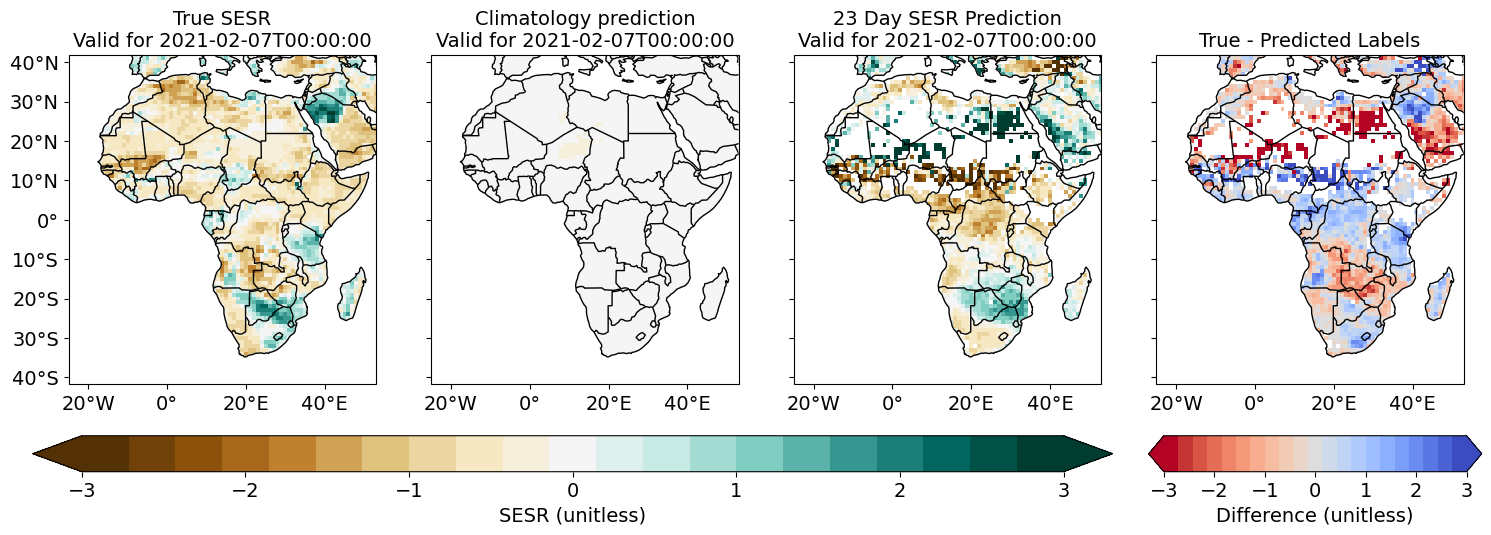 True SESR
Valid for 2021-02-07T00:00:00
Climatology prediction
Valid for 2021-02-07T00:00:00
23 Day SESR Prediction
Valid for 2021-02-07T00:00:00
True - Predicted Labels
40°N
30°N
20°N
10°N
0°
10°S
20°S
30°S
40°S
20°W 0° 20°E 40°E
20°W 0° 20°E 40°E
20°W 0° 20°E 40°E
20°W 0° 20°E 40°E
−3 −2 −1 0 1 2 3
SESR (unitless)
−3 −2 −1 0 1 2 3
Difference (unitless)